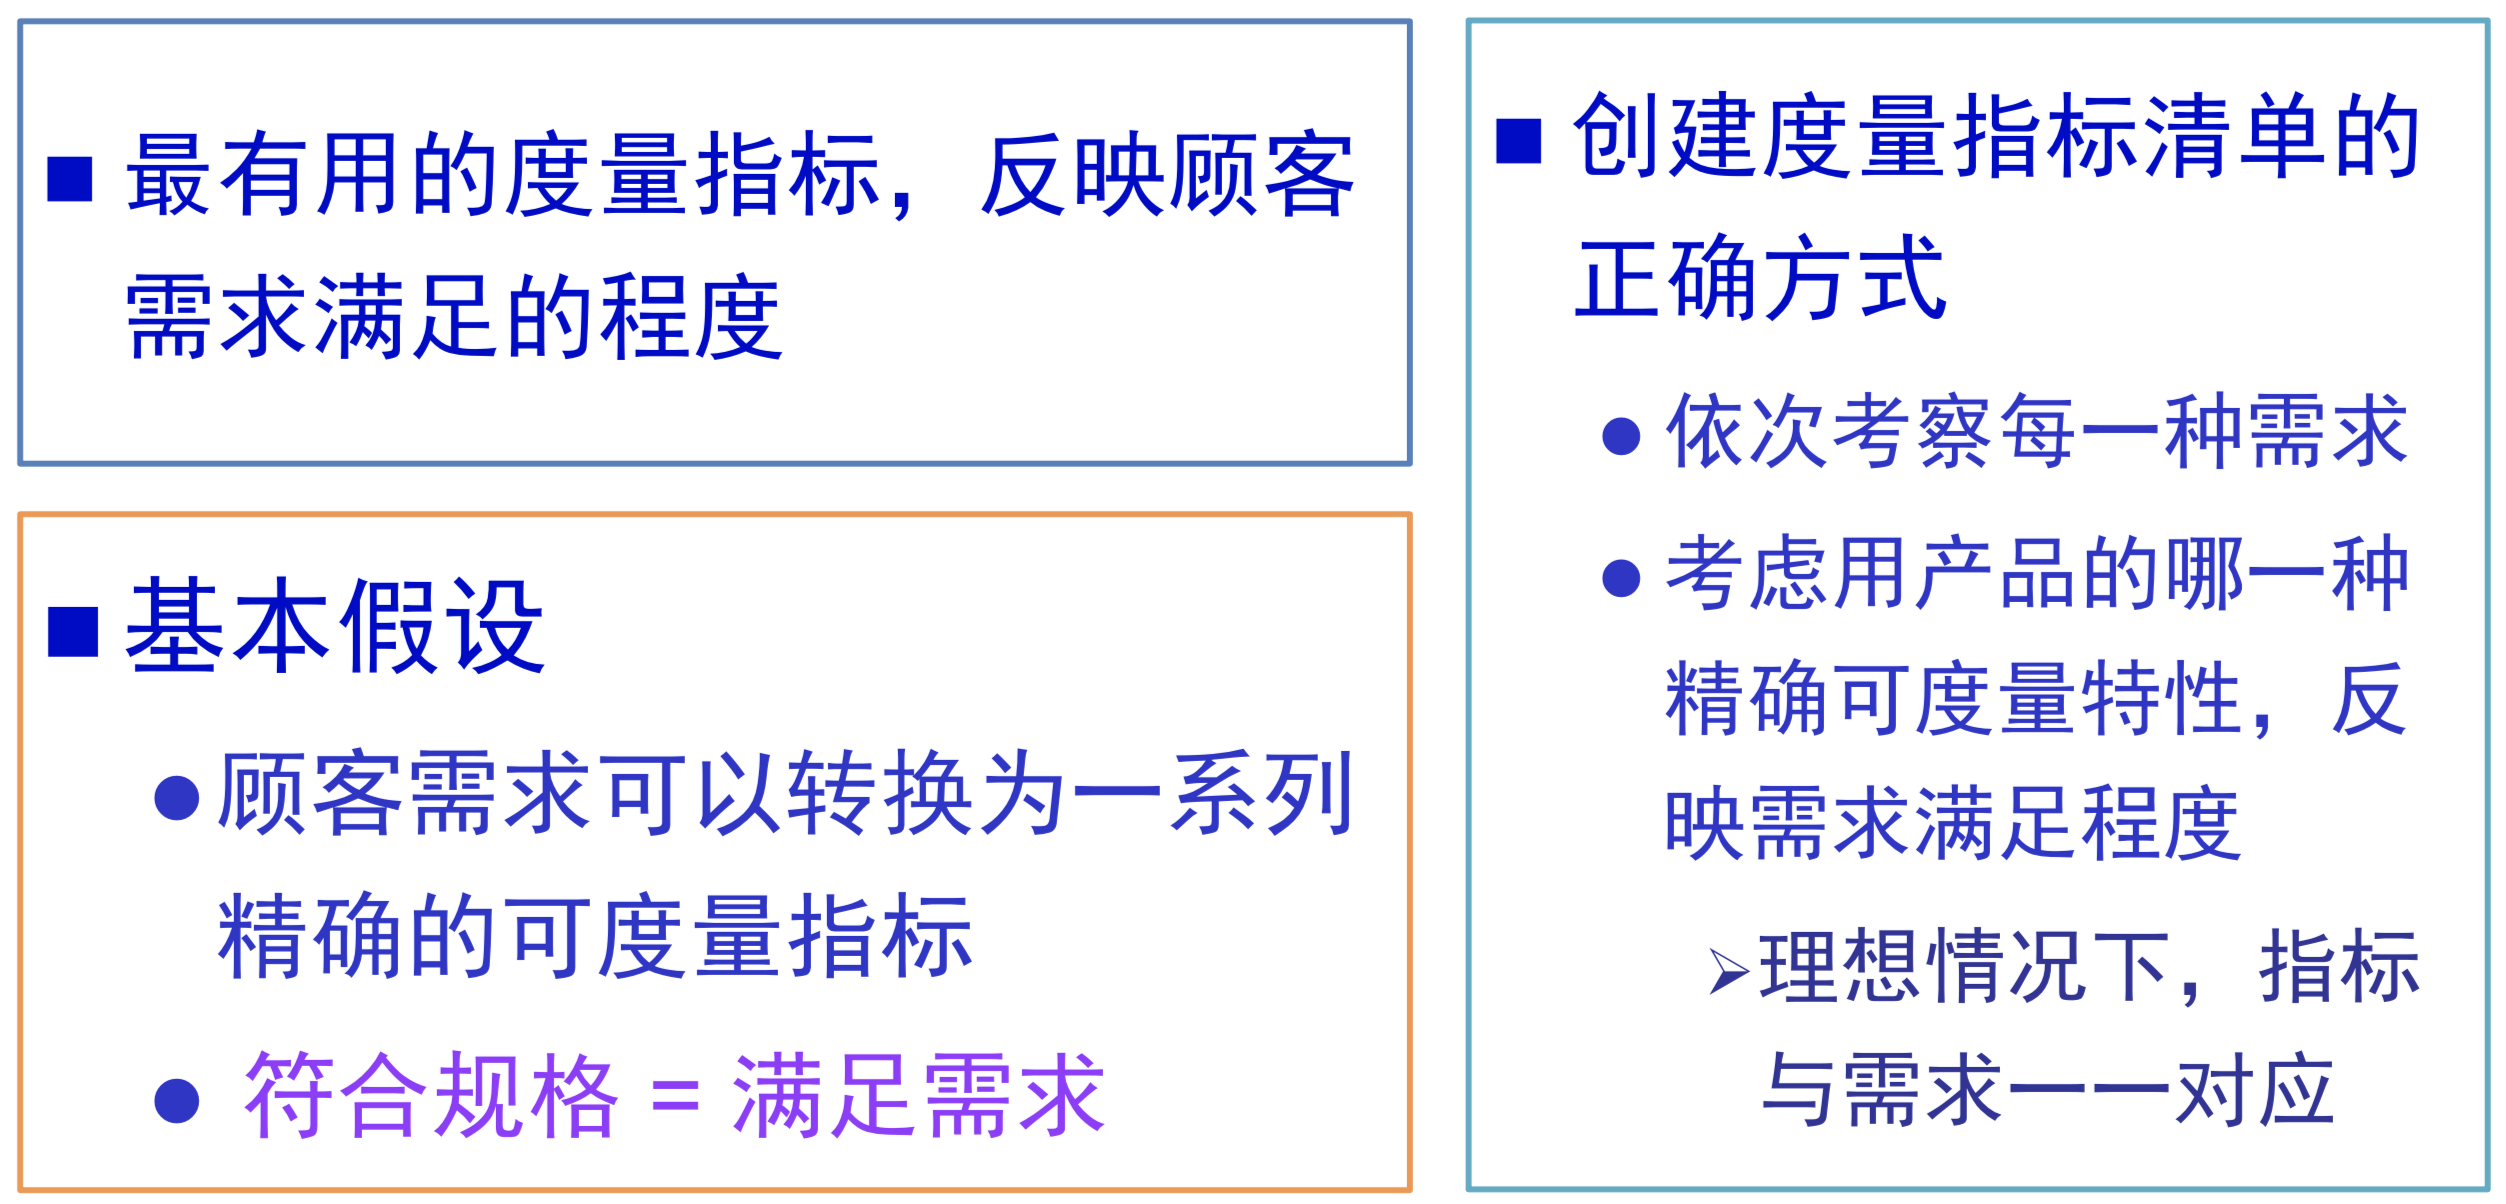 ■ 最有用的度量指标, 反映顾客
需求满足的程度
■ 基本假设
● 顾客需求可以转换为一系列
精确的可度量指标
● 符合规格 = 满足需求
■ 创建度量指标清单的
正确方式
● 依次考察每一种需求
● 考虑用产品的哪一种
精确可度量特性, 反
映需求满足程度
➢ 理想情况下, 指标
与需求一一对应